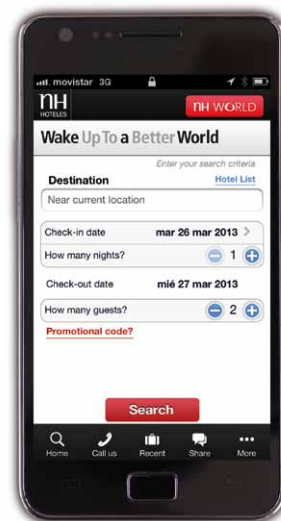 movistar 3G
NH
HOTELES
NH WORLD
Wake Up To a Better World
Enter your search criteria
Destination
Hotel List
Near current location
Check-in date mar 26 mar 2013 >
How many nights? 1
Check-out date mié 27 mar 2013
How many guests? 2
Promotional code?
Search
Home Call us Recent Share More